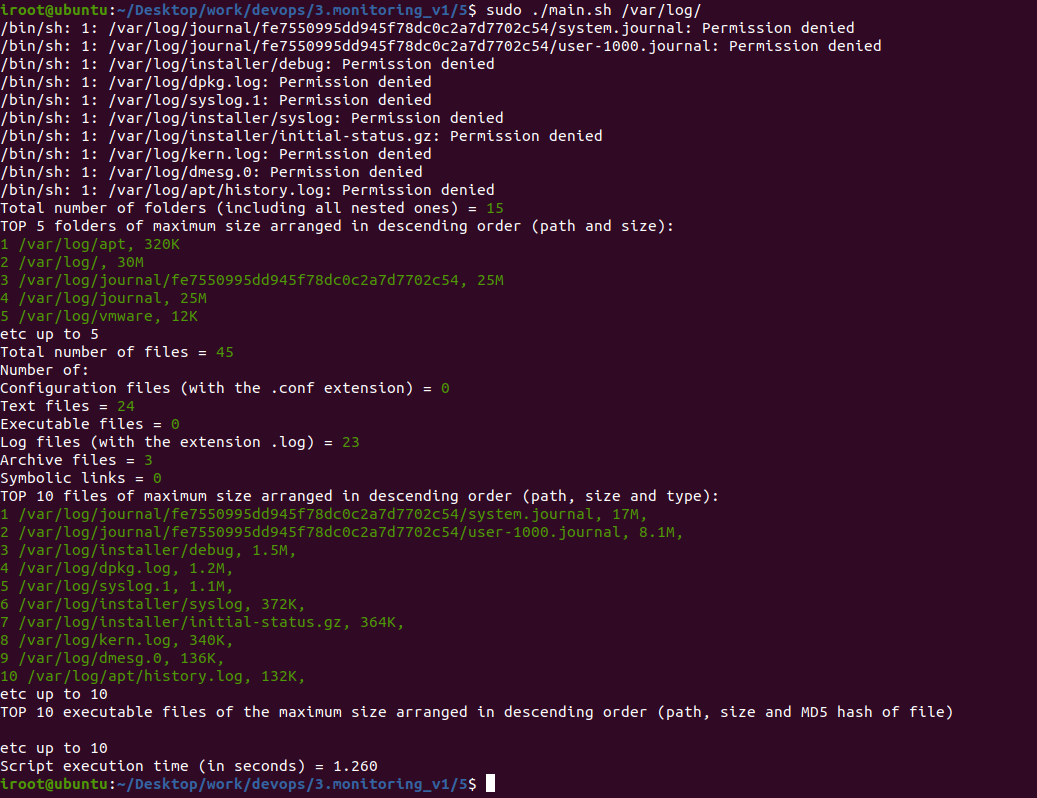 iroot@ubuntu:~/Desktop/work/devops/3.monitoring_v1/5$ sudo ./main.sh /var/log/
/bin/sh: 1: /var/log/journal/fe7550995dd945f78dc0c2a7d7702c54/system.journal: Permission denied
/bin/sh: 1: /var/log/journal/fe7550995dd945f78dc0c2a7d7702c54/user-1000.journal: Permission denied
/bin/sh: 1: /var/log/installer/debug: Permission denied
/bin/sh: 1: /var/log/dpkg.log: Permission denied
/bin/sh: 1: /var/log/syslog.1: Permission denied
/bin/sh: 1: /var/log/installer/syslog: Permission denied
/bin/sh: 1: /var/log/installer/initial-status.gz: Permission denied
/bin/sh: 1: /var/log/kern.log: Permission denied
/bin/sh: 1: /var/log/dmesg.0: Permission denied
/bin/sh: 1: /var/log/apt/history.log: Permission denied
Total number of folders (including all nested ones) = 15
TOP 5 folders of maximum size arranged in descending order (path and size):
1 /var/log/apt, 320K
2 /var/log/, 30M
3 /var/log/journal/fe7550995dd945f78dc0c2a7d7702c54, 25M
4 /var/log/journal, 25M
5 /var/log/vmware, 12K
etc up to 5
Total number of files = 45
Number of:
Configuration files (with the .conf extension) = 0
Text files = 24
Executable files = 0
Log files (with the extension .log) = 23
Archive files = 3
Symbolic links = 0
TOP 10 files of maximum size arranged in descending order (path, size and type):
1 /var/log/journal/fe7550995dd945f78dc0c2a7d7702c54/system.journal, 17M,
2 /var/log/journal/fe7550995dd945f78dc0c2a7d7702c54/user-1000.journal, 8.1M,
3 /var/log/installer/debug, 1.5M,
4 /var/log/dpkg.log, 1.2M,
5 /var/log/syslog.1, 1.1M,
6 /var/log/installer/syslog, 372K,
7 /var/log/installer/initial-status.gz, 364K,
8 /var/log/kern.log, 340K,
9 /var/log/dmesg.0, 136K,
10 /var/log/apt/history.log, 132K,
etc up to 10
TOP 10 executable files of the maximum size arranged in descending order (path, size and MD5 hash of file)
etc up to 10
Script execution time (in seconds) = 1.260
iroot@ubuntu:~/Desktop/work/devops/3.monitoring_v1/5$